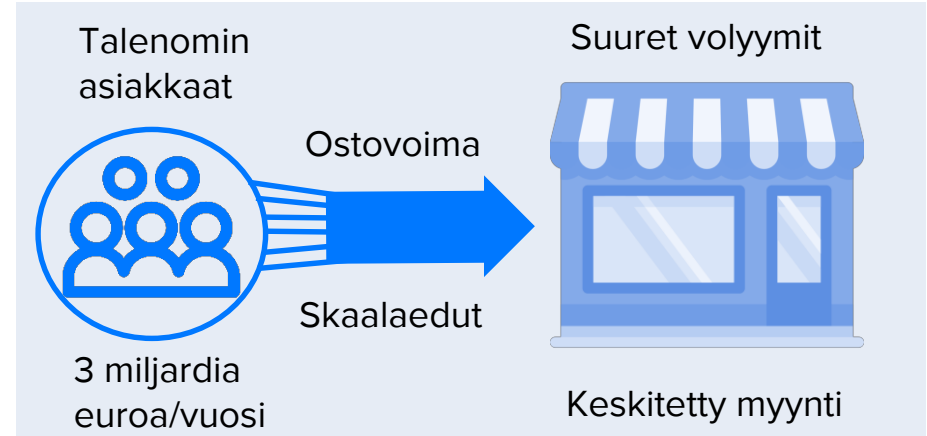 Talenomin
asiakkaat
Suuret volyymit
Ostovoima
Skaalaedut
3 miljardia
euroa/vuosi
Keskitetty myynti